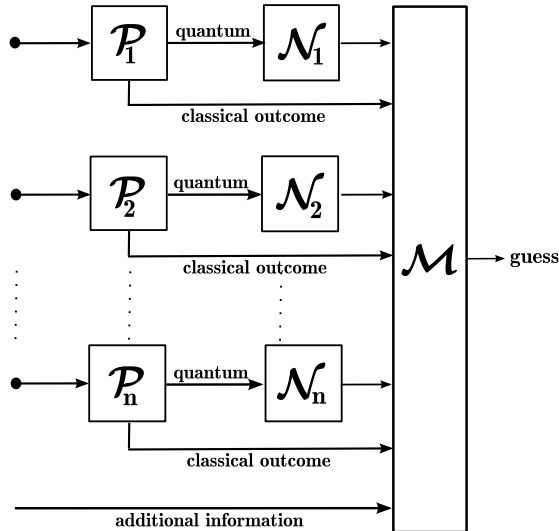 𝒫1 quantum 𝒩1
classical outcome
𝒫2 quantum 𝒩2
classical outcome
ℳ guess
𝒫n quantum 𝒩n
classical outcome
additional information